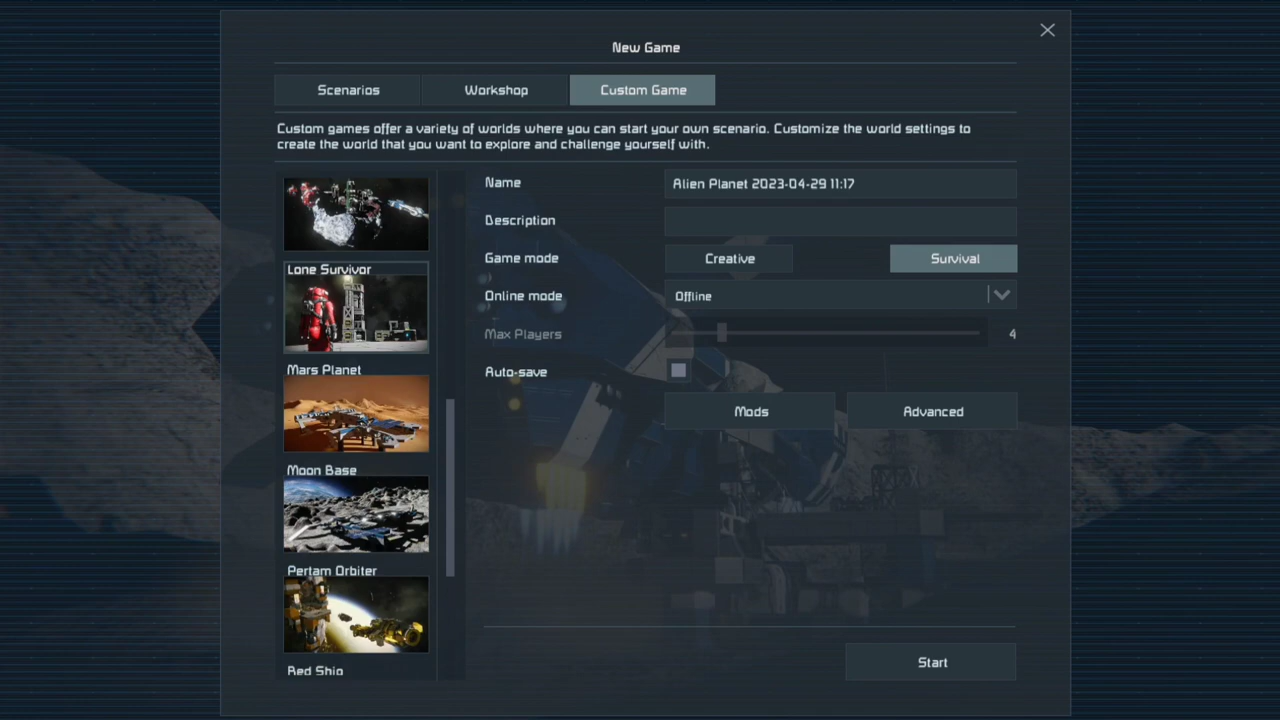 New Game
Scenarios
Workshop
Custom Game
Custom games offer a variety of worlds where you can start your own scenario. Customize the world settings to
create the world that you want to explore and challenge yourself with.
Lone Survivor
Mars Planet
Moon Base
Pertam Orbiter
Red Ship
Name
Alien Planet 2023-04-29 11:17
Description
Game mode
Creative
Survival
Online mode
Offline
Max Players
4
Auto-save
Mods
Advanced
Start